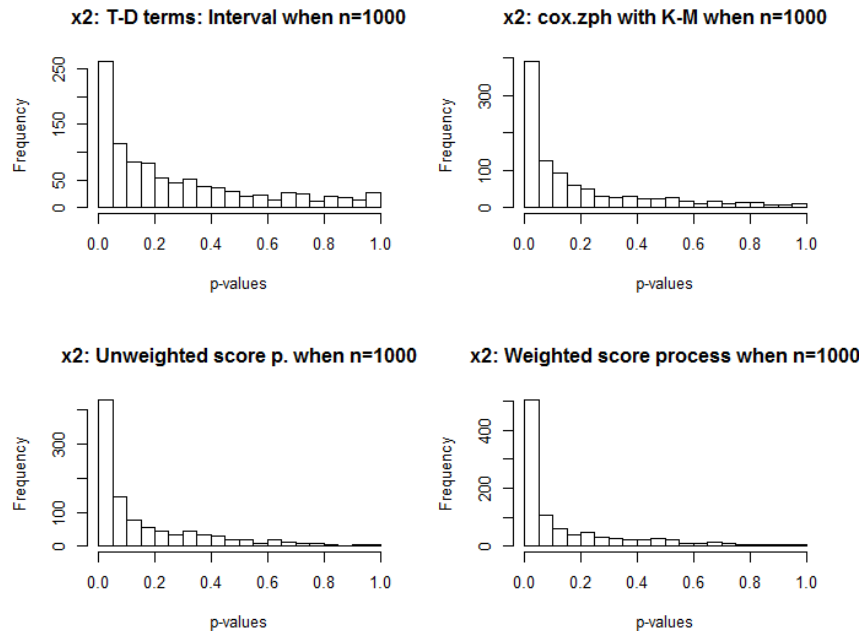 x2: T-D terms: Interval when n=1000
Frequency
250
150
50
0
0.0 0.2 0.4 0.6 0.8 1.0
p-values
x2: cox.zph with K-M when n=1000
Frequency
300
100
0
0.0 0.2 0.4 0.6 0.8 1.0
p-values
x2: Unweighted score p. when n=1000
Frequency
300
100
0
0.0 0.2 0.4 0.6 0.8 1.0
p-values
x2: Weighted score process when n=1000
Frequency
400
200
0
0.0 0.2 0.4 0.6 0.8 1.0
p-values